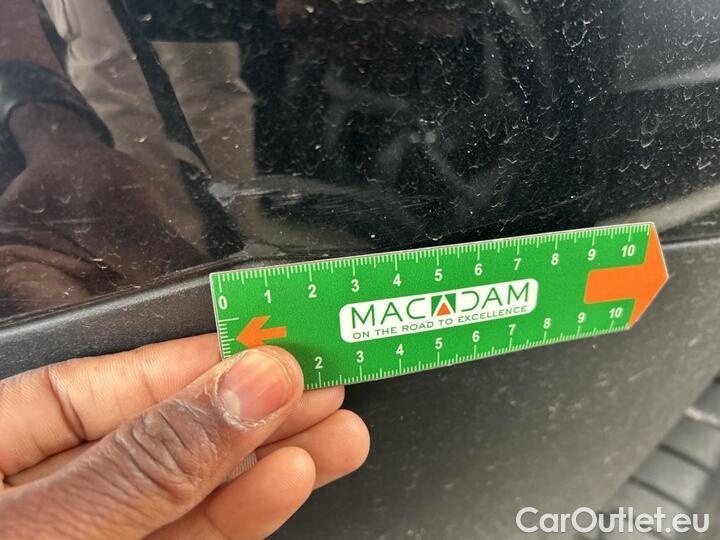 0 1 2 3 4 5 6 7 8 9 10
MACADAM
ON THE ROAD TO EXCELLENCE
2 3 4 5 6 7 8 9 10
CarOutlet.eu